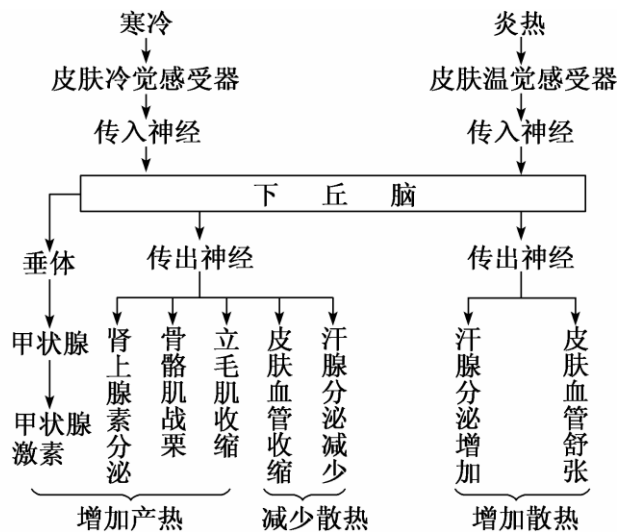 寒冷
炎热
皮肤冷觉感受器
皮肤温觉感受器
传入神经
传入神经
下丘脑
垂体
传出神经
传出神经
甲状腺
甲状腺
激素
肾上腺素分泌
骨骼肌战栗
立毛肌收缩
皮肤血管收缩
汗腺分泌减少
汗腺分泌增加
皮肤血管舒张
增加产热
减少散热
增加散热